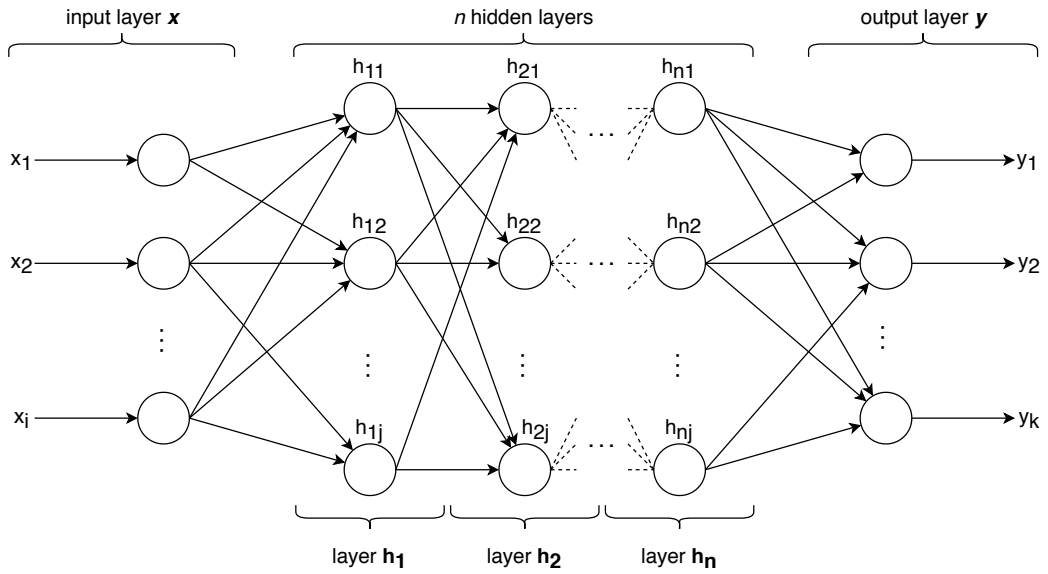 input layer x
n hidden layers
output layer y
h11
h21
hn1
x1
y1
h12
h22
hn2
x2
y2
h1j
h2j
hnj
xi
yk
layer h1
layer h2
layer hn